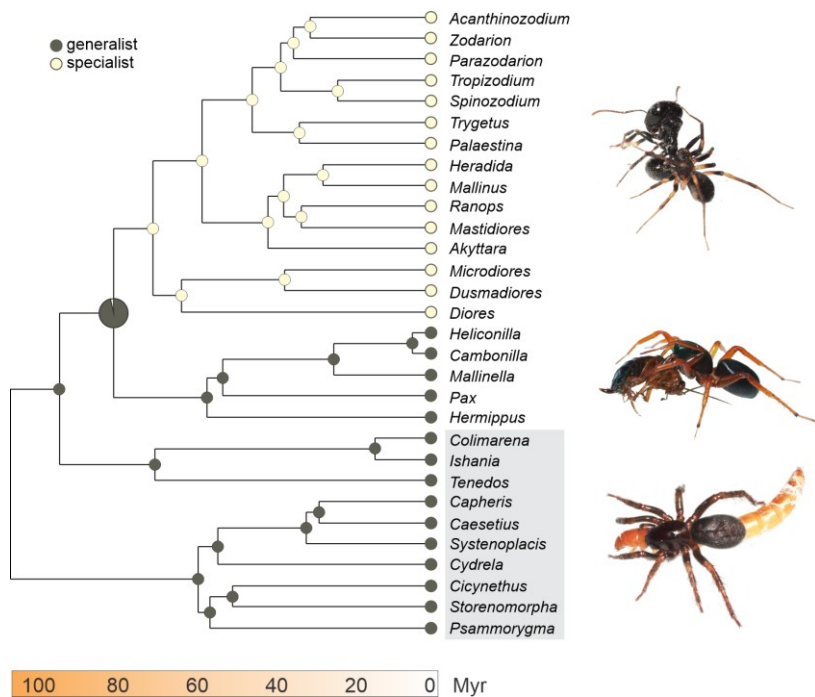 generalist
specialist
Acanthinozodium
Zodarion
Parazodarion
Tropizodium
Spinozodium
Trygetus
Palaestina
Heradida
Mallinus
Ranops
Mastidiores
Akyttara
Microdiores
Dusmadiores
Diores
Heliconilla
Cambonilla
Mallinella
Pax
Hermippus
Colimarena
Ishania
Tenedos
Capheris
Caesetius
Systenoplacis
Cydrela
Cicynethus
Storenomorpha
Psammorygma
100 80 60 40 20 0 Myr